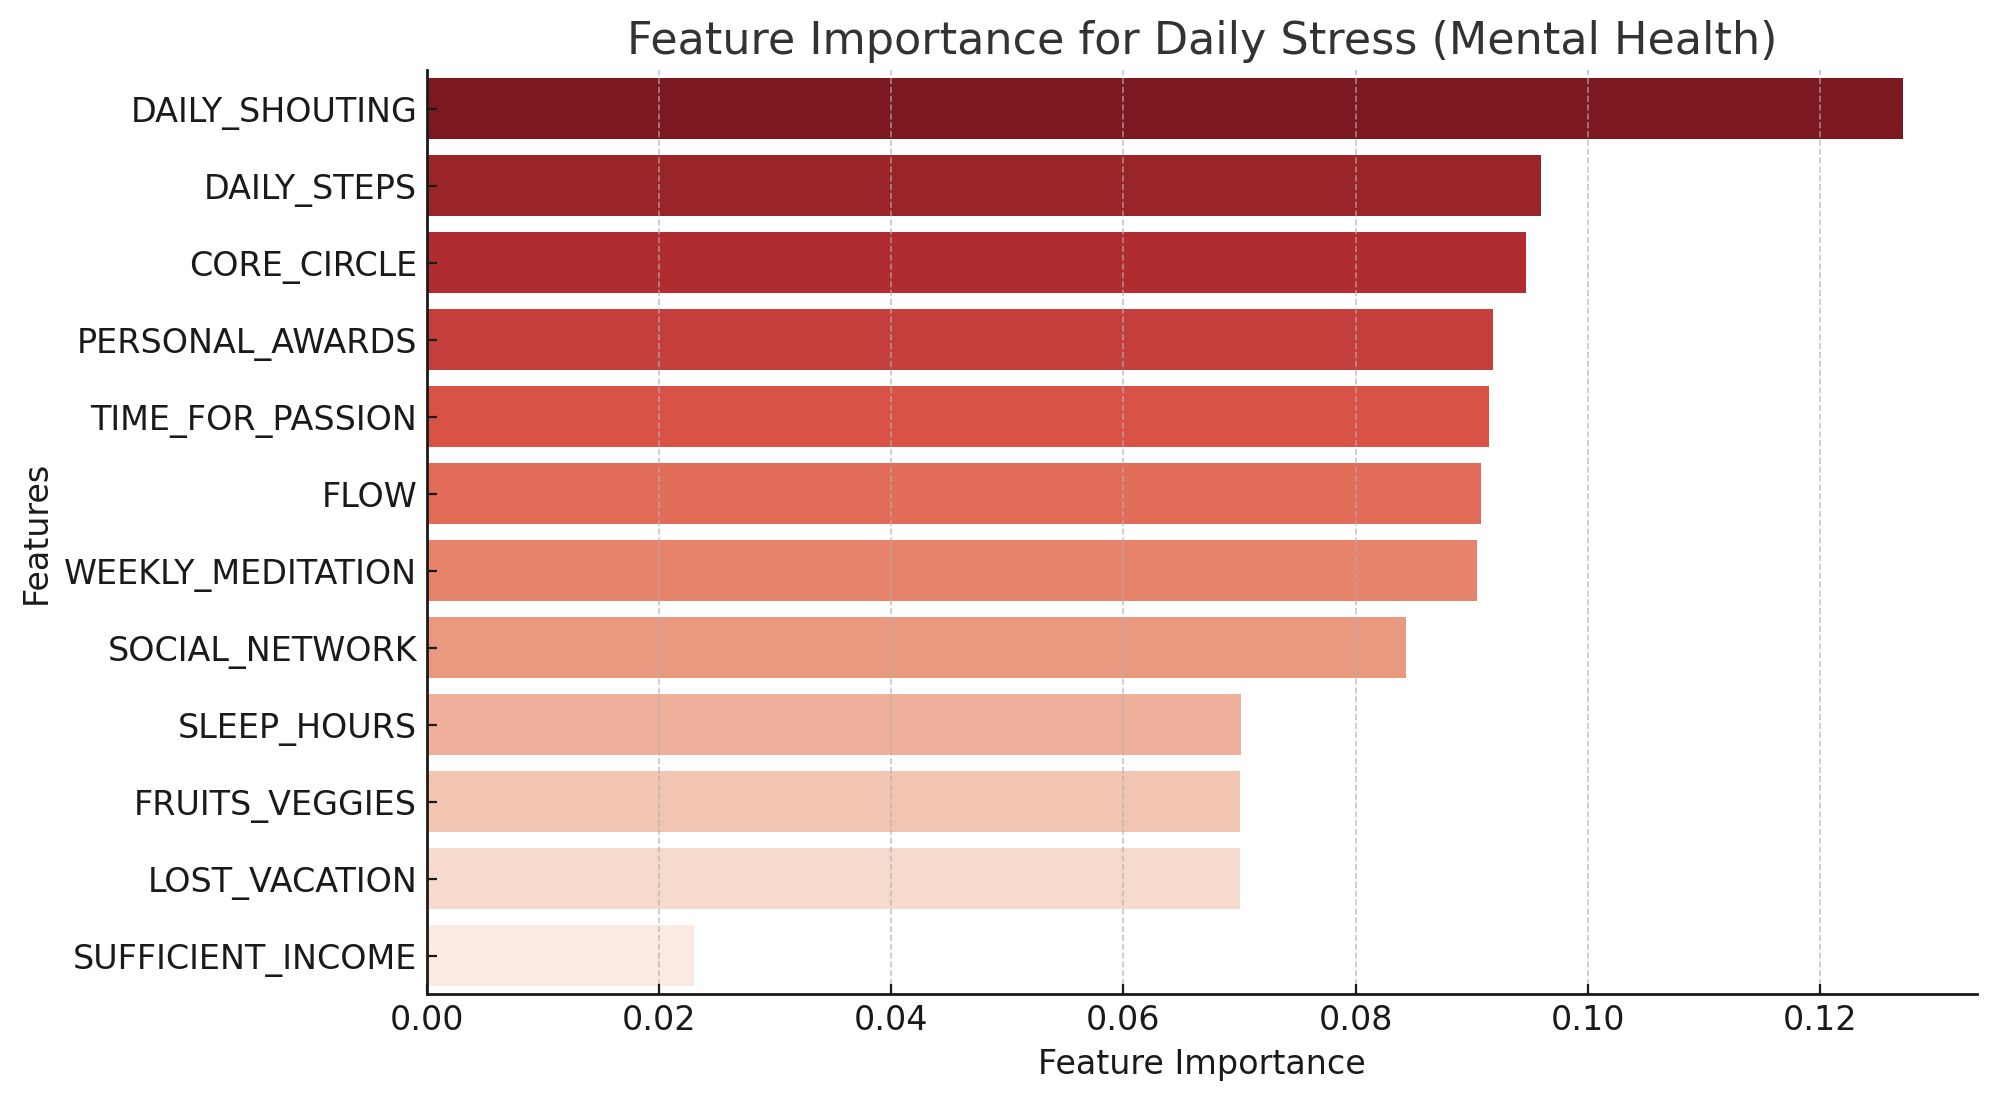 Feature Importance for Daily Stress (Mental Health)
DAILY_SHOUTING
DAILY_STEPS
CORE_CIRCLE
PERSONAL_AWARDS
TIME_FOR_PASSION
FLOW
WEEKLY_MEDITATION
SOCIAL_NETWORK
SLEEP_HOURS
FRUITS_VEGGIES
LOST_VACATION
SUFFICIENT_INCOME
Features
0.00 0.02 0.04 0.06 0.08 0.10 0.12
Feature Importance